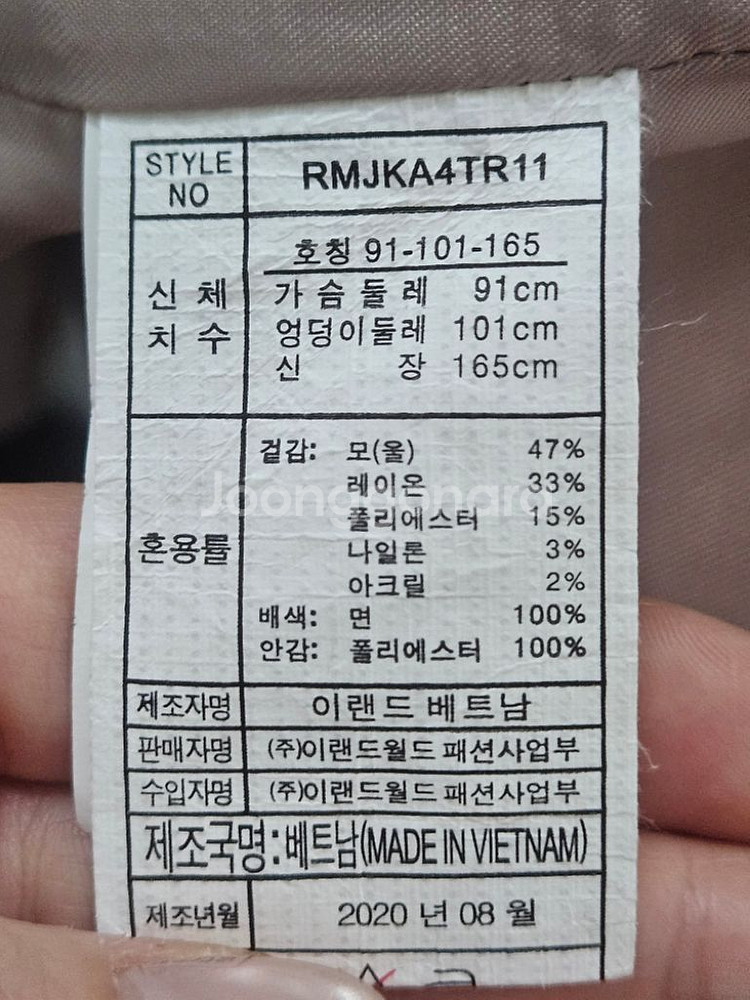 STYLE NO RMJKA4TR11
호칭 91-101-165
신체 치수
가슴둘레 91cm
엉덩이둘레 101cm
신장 165cm
혼용률
겉감: 모(울) 47%
레이온 33%
폴리에스터 15%
나일론 3%
아크릴 2%
배색: 면 100%
안감: 폴리에스터 100%
제조자명 이랜드 베트남
판매자명 (주)이랜드월드 패션사업부
수입자명 (주)이랜드월드 패션사업부
제조국명:베트남(MADE IN VIETNAM)
제조년월 2020 년 08 월
Joonggonara